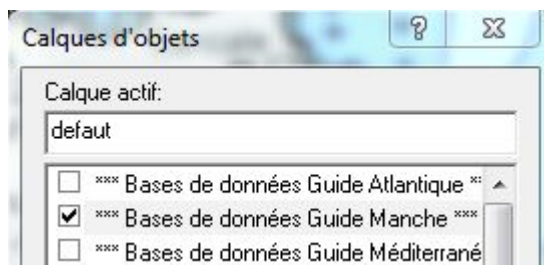 Calques d'objets
Calque actif:
defaut
*** Bases de données Guide Atlantique **
*** Bases de données Guide Manche ***
*** Bases de données Guide Méditerrané